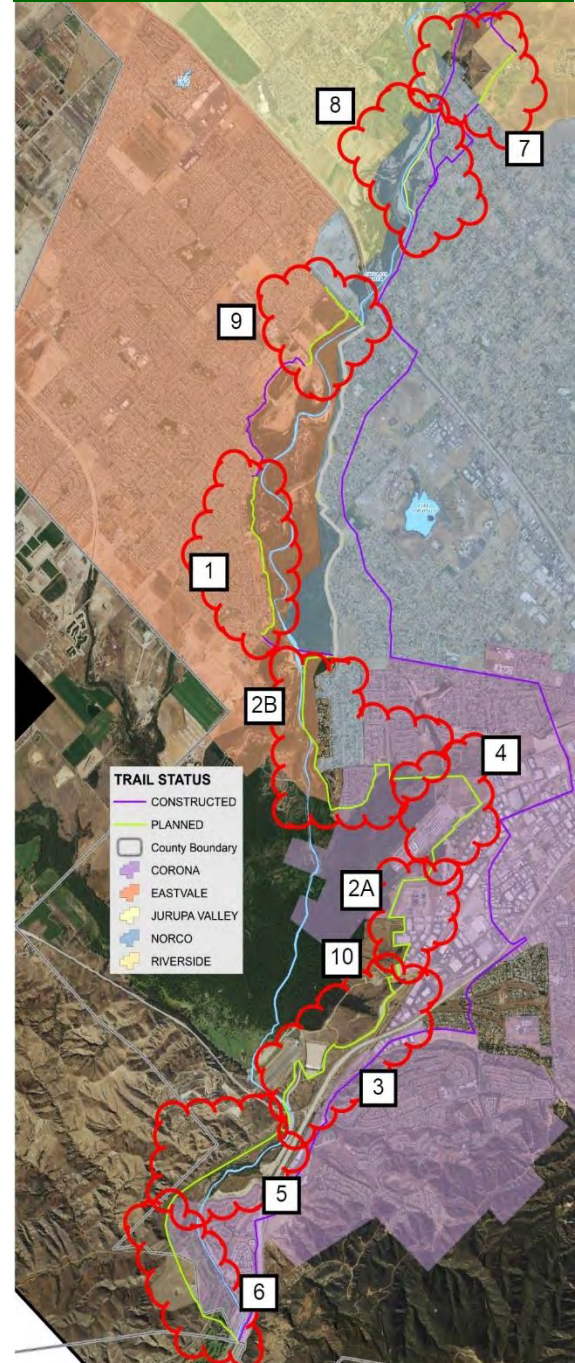 8
7
9
1
2B
4
TRAIL STATUS
CONSTRUCTED
PLANNED
County Boundary
CORONA
EASTVALE
JURUPA VALLEY
NORCO
RIVERSIDE
2A
10
3
5
6